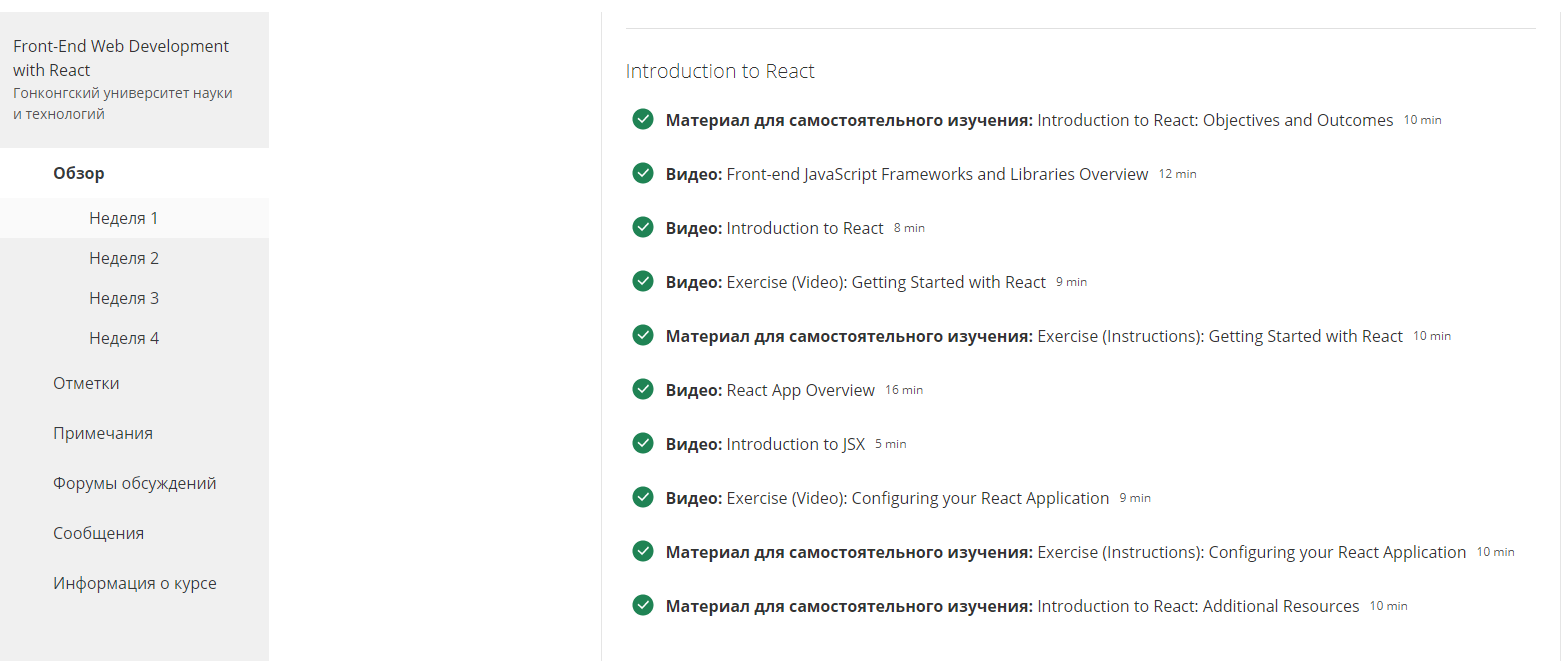 Front-End Web Development
with React
Гонконгский университет науки
и технологий
Обзор
Неделя 1
Неделя 2
Неделя 3
Неделя 4
Отметки
Примечания
Форумы обсуждений
Сообщения
Информация о курсе
Introduction to React
Материал для самостоятельного изучения: Introduction to React: Objectives and Outcomes 10 min
Видео: Front-end JavaScript Frameworks and Libraries Overview 12 min
Видео: Introduction to React 8 min
Видео: Exercise (Video): Getting Started with React 9 min
Материал для самостоятельного изучения: Exercise (Instructions): Getting Started with React 10 min
Видео: React App Overview 16 min
Видео: Introduction to JSX 5 min
Видео: Exercise (Video): Configuring your React Application 9 min
Материал для самостоятельного изучения: Exercise (Instructions): Configuring your React Application 10 min
Материал для самостоятельного изучения: Introduction to React: Additional Resources 10 min